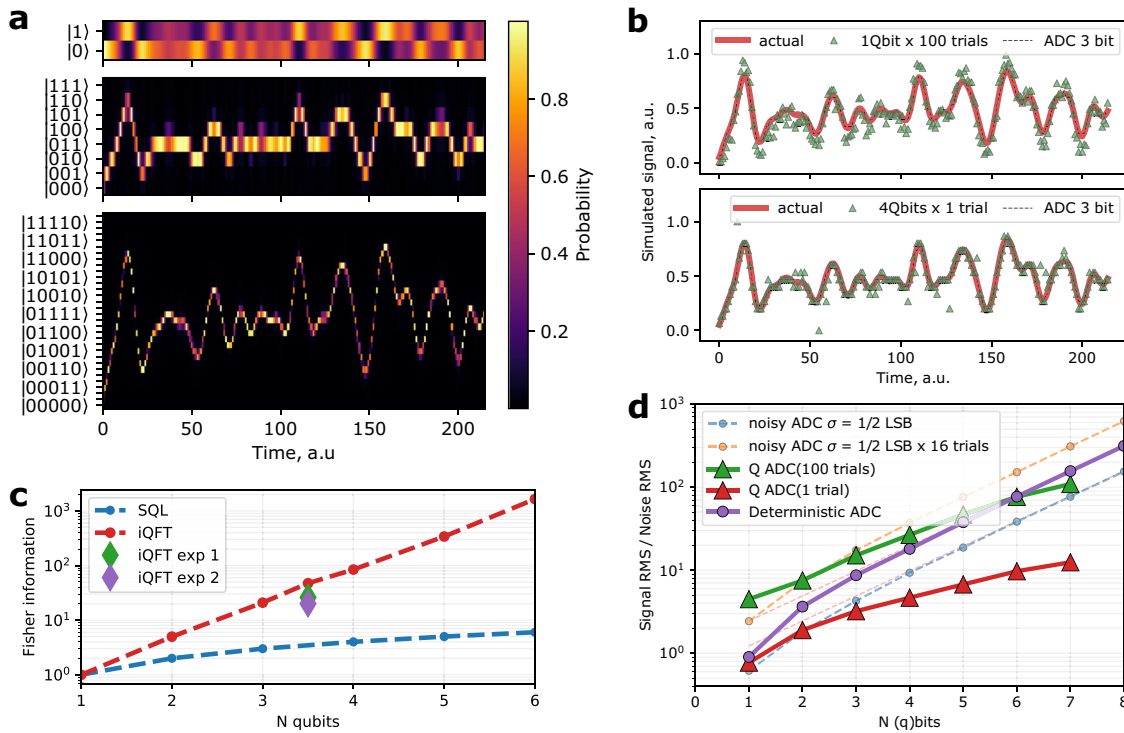 a
|1⟩
|0⟩
0 50 100 150 200
|111⟩
|110⟩
|101⟩
|100⟩
|011⟩
|010⟩
|001⟩
|000⟩
|11110⟩
|11011⟩
|11000⟩
|10101⟩
|10010⟩
|01111⟩
|01100⟩
|01001⟩
|00110⟩
|00011⟩
|00000⟩
0 50 100 150 200
Time, a.u
0.8
0.6
0.4
0.2
Probability
b
actual 1Qbit x 100 trials ADC 3 bit
1.0
0.5
0.0
actual 4Qbits x 1 trial ADC 3 bit
1.0
0.5
0.0
Simulated signal, a.u.
0 50 100 150 200
Time, a.u.
c
SQL
iQFT
iQFT exp 1
iQFT exp 2
10³
10²
10¹
10⁰
Fisher information
1 2 3 4 5 6
N qubits
d
noisy ADC σ = 1/2 LSB
noisy ADC σ = 1/2 LSB x 16 trials
Q ADC(100 trials)
Q ADC(1 trial)
Deterministic ADC
10³
10²
10¹
10⁰
Signal RMS / Noise RMS
0 1 2 3 4 5 6 7 8
N (q)bits